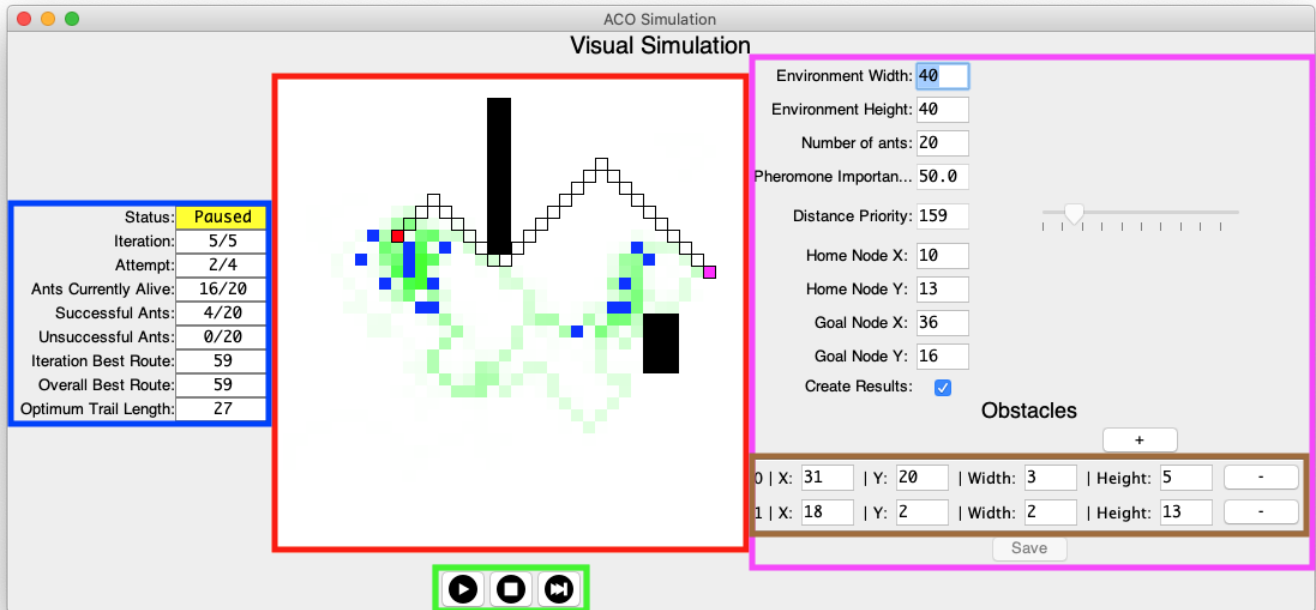 ACO Simulation
Visual Simulation
Status: Paused
Iteration: 5/5
Attempt: 2/4
Ants Currently Alive: 16/20
Successful Ants: 4/20
Unsuccessful Ants: 0/20
Iteration Best Route: 59
Overall Best Route: 59
Optimum Trail Length: 27
Environment Width: 40
Environment Height: 40
Number of ants: 20
Pheromone Importan... 50.0
Distance Priority: 159
Home Node X: 10
Home Node Y: 13
Goal Node X: 36
Goal Node Y: 16
Create Results:
Obstacles
+
0 | X: 31 | Y: 20 | Width: 3 | Height: 5 -
1 | X: 18 | Y: 2 | Width: 2 | Height: 13 -
Save